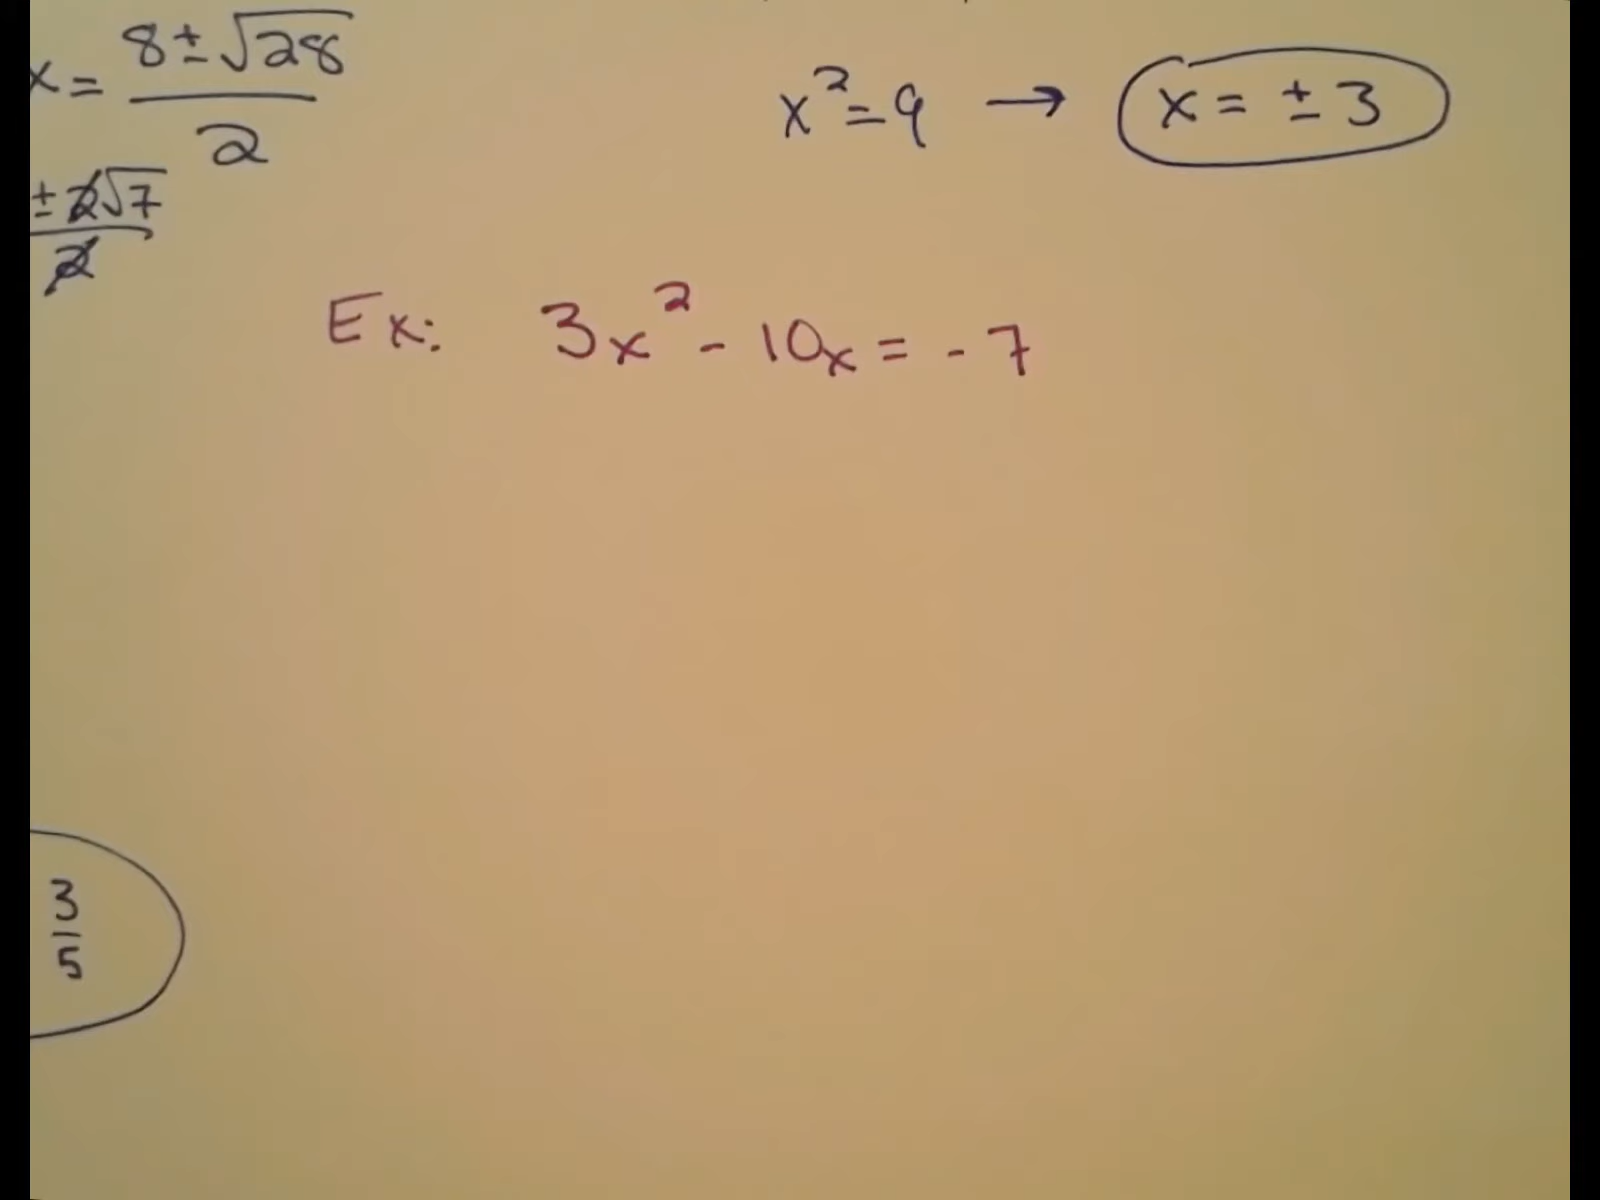 x = 8 ± √28
2
± 2√7
2
x² = 9 → x = ± 3
Ex: 3x² - 10x = - 7
3
5